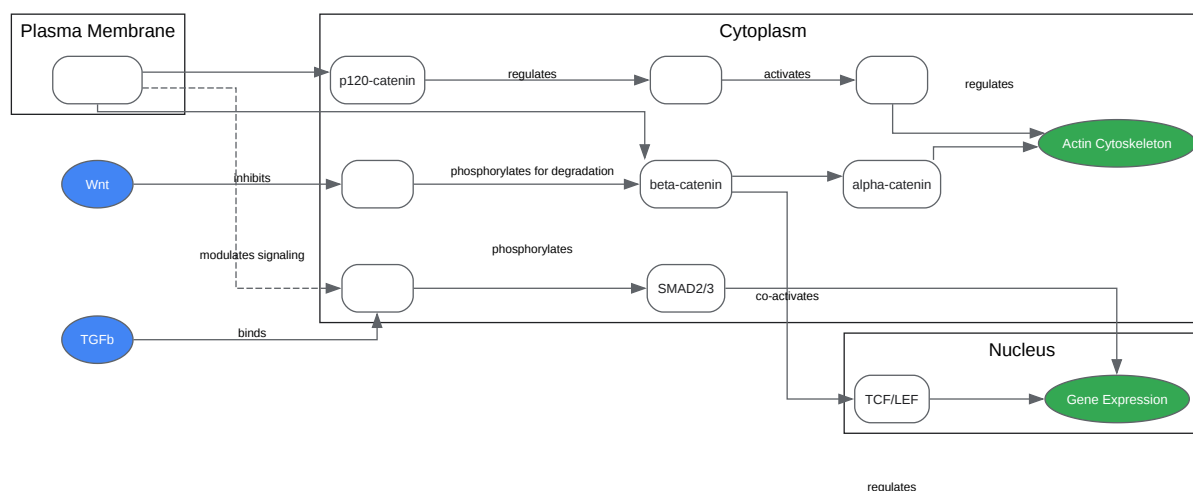 Plasma Membrane
Cytoplasm
p120-catenin
regulates
activates
regulates
Actin Cytoskeleton
Wnt
inhibits
phosphorylates for degradation
beta-catenin
alpha-catenin
modulates signaling
phosphorylates
SMAD2/3
co-activates
TGFb
binds
Nucleus
TCF/LEF
Gene Expression
regulates